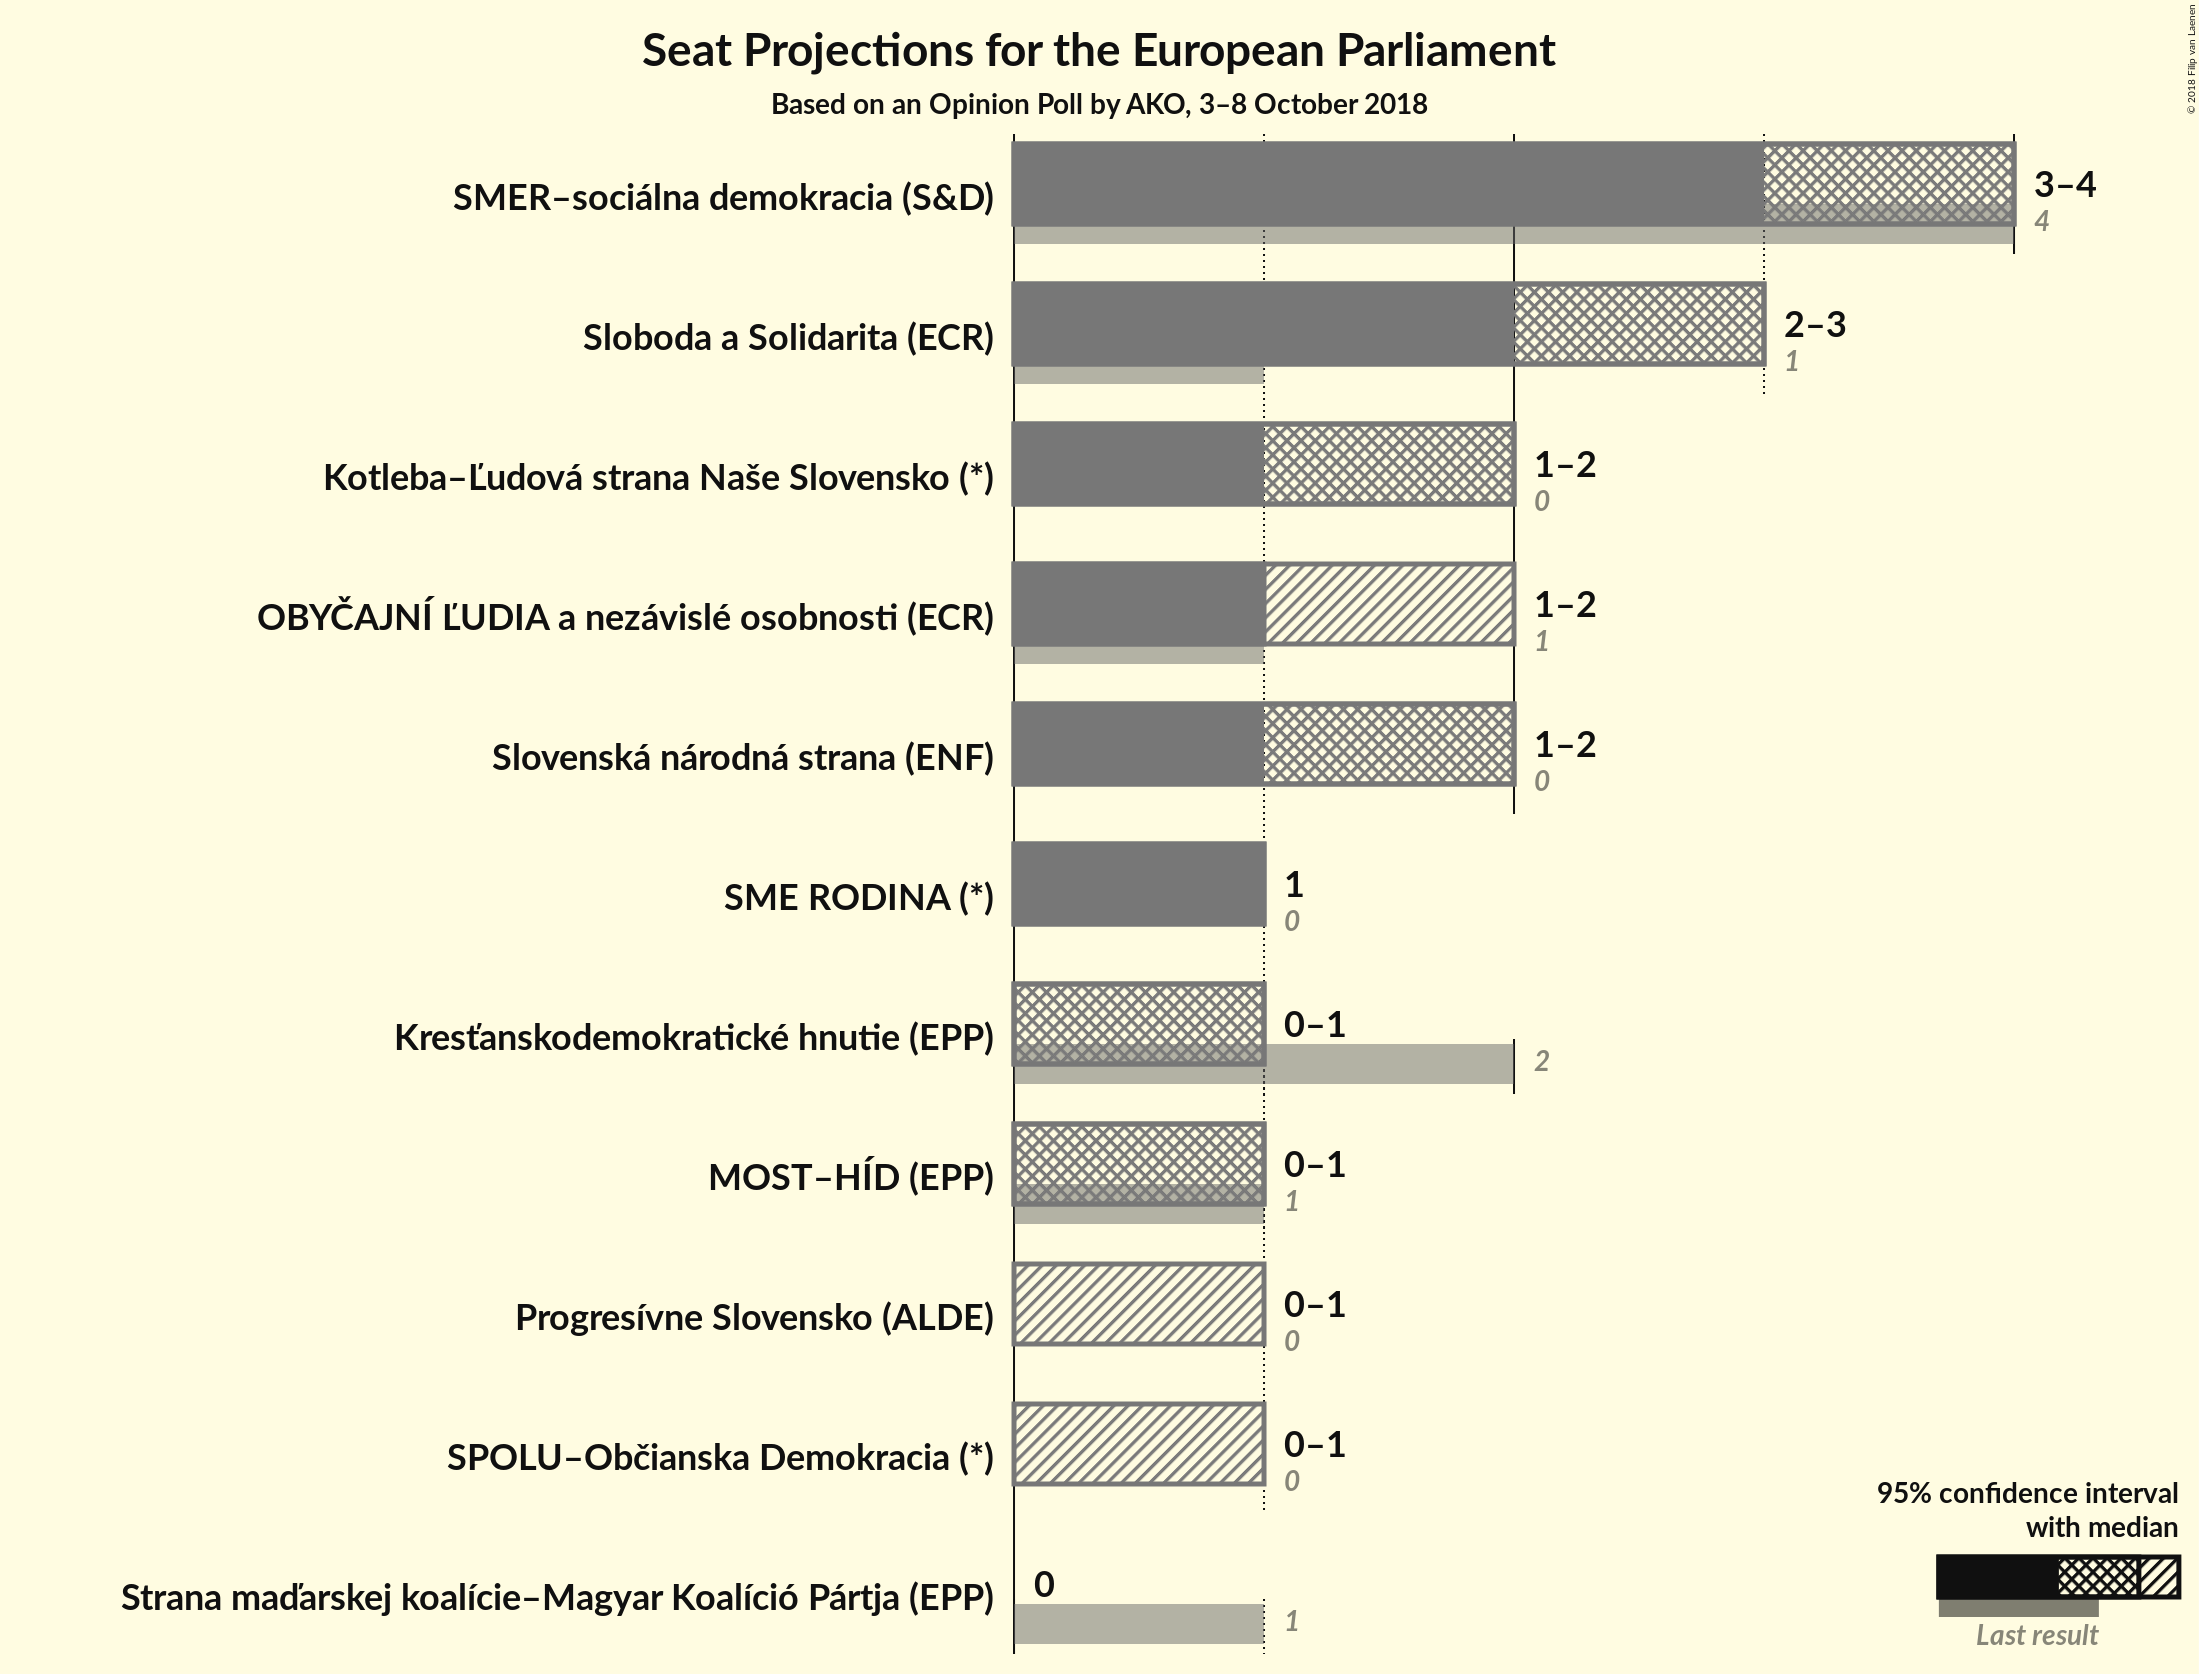 Seat Projections for the European Parliament
Based on an Opinion Poll by AKO, 3–8 October 2018
© 2018 Filip van Laenen
SMER–sociálna demokracia (S&D)
3–4
4
Sloboda a Solidarita (ECR)
2–3
1
Kotleba–Ľudová strana Naše Slovensko (*)
1–2
0
OBYČAJNÍ ĽUDIA a nezávislé osobnosti (ECR)
1–2
1
Slovenská národná strana (ENF)
1–2
0
SME RODINA (*)
1
0
Kresťanskodemokratické hnutie (EPP)
0–1
2
MOST–HÍD (EPP)
0–1
1
Progresívne Slovensko (ALDE)
0–1
0
SPOLU–Občianska Demokracia (*)
0–1
0
Strana maďarskej koalície–Magyar Koalíció Pártja (EPP)
0
1
95% confidence interval
with median
Last result